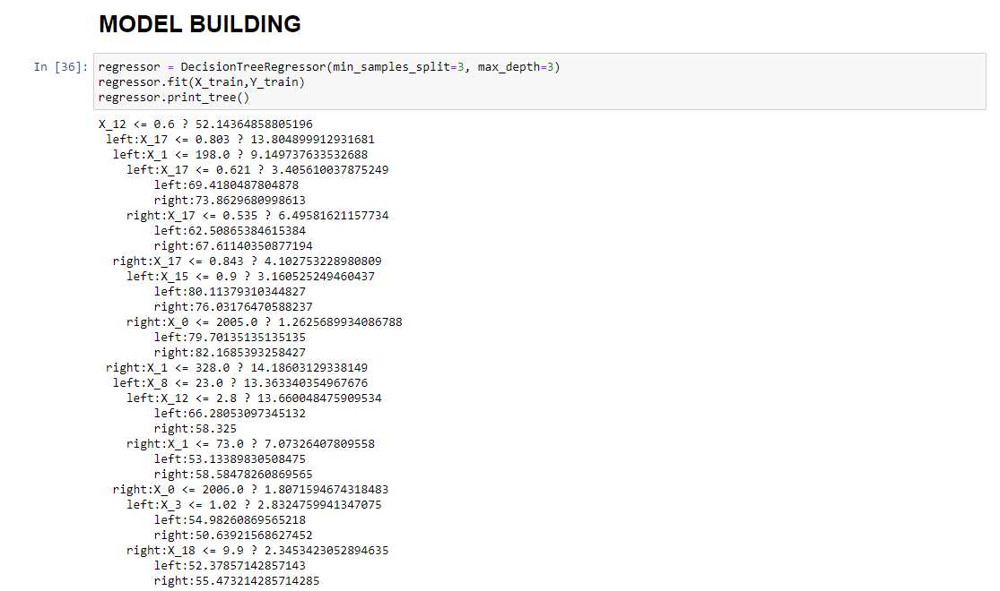 MODEL BUILDING
In [36]: regressor = DecisionTreeRegressor(min_samples_split=3, max_depth=3)
regressor.fit(X_train,Y_train)
regressor.print_tree()
X_12 <= 0.6 ? 52.14364858805196
left:X_17 <= 0.803 ? 13.804899912931681
left:X_1 <= 198.0 ? 9.149737633532688
left:X_17 <= 0.621 ? 3.405610037875249
left:69.4180487804878
right:73.8629680998613
right:X_17 <= 0.535 ? 6.49581621157734
left:62.50865384615384
right:67.61140350877194
right:X_17 <= 0.843 ? 4.102753228980809
left:X_15 <= 0.9 ? 3.160525249460437
left:80.11379310344827
right:76.03176470588237
right:X_0 <= 2005.0 ? 1.2625689934086788
left:79.70135135135135
right:82.1685393258427
right:X_1 <= 328.0 ? 14.18603129338149
left:X_8 <= 23.0 ? 13.363340354967676
left:X_12 <= 2.8 ? 13.660048475909534
left:66.28053097345132
right:58.325
right:X_1 <= 73.0 ? 7.07326407809558
left:53.13389830508475
right:58.58478260869565
right:X_0 <= 2006.0 ? 1.8071594674318483
left:X_3 <= 1.02 ? 2.8324759941347075
left:54.98260869565218
right:50.63921568627452
right:X_18 <= 9.9 ? 2.3453423052894635
left:52.37857142857143
right:55.473214285714285